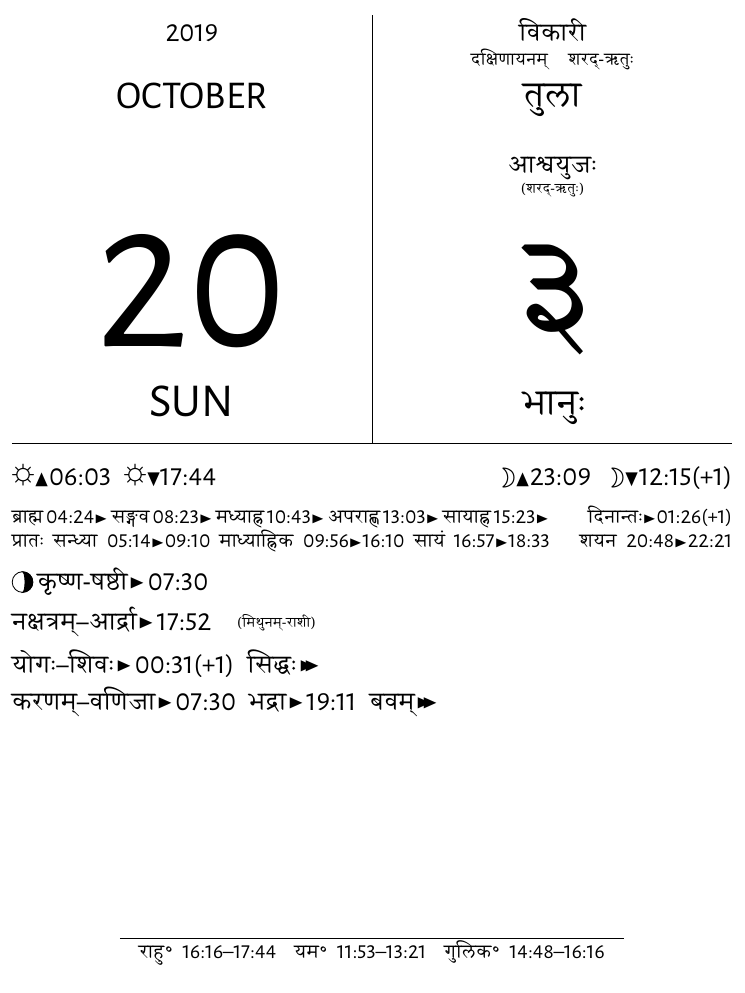 2019
OCTOBER
20
SUN
विकारी
दक्षिणायनम् शरद्-ऋतुः
तुला
आश्वयुजः
(शरद्-ऋतुः)
३
भानुः
☼▲06:03 ☼▼17:44 ☽▲23:09 ☽▼12:15(+1)
ब्राह्म 04:24► सङ्गव 08:23► मध्याह्न 10:43► अपराह्ण 13:03► सायाह्न 15:23► दिनान्तः►01:26(+1)
प्रातः सन्ध्या 05:14►09:10 माध्याह्निक 09:56►16:10 सायं 16:57►18:33 शयन 20:48►22:21
कृष्ण-षष्ठी►07:30
नक्षत्रम्–आर्द्रा►17:52 (मिथुनम्-राशी)
योगः–शिवः►00:31(+1) सिद्धः►►
करणम्–वणिजा►07:30 भद्रा►19:11 बवम्►►
राहु॰ 16:16–17:44 यम॰ 11:53–13:21 गुलिक॰ 14:48–16:16